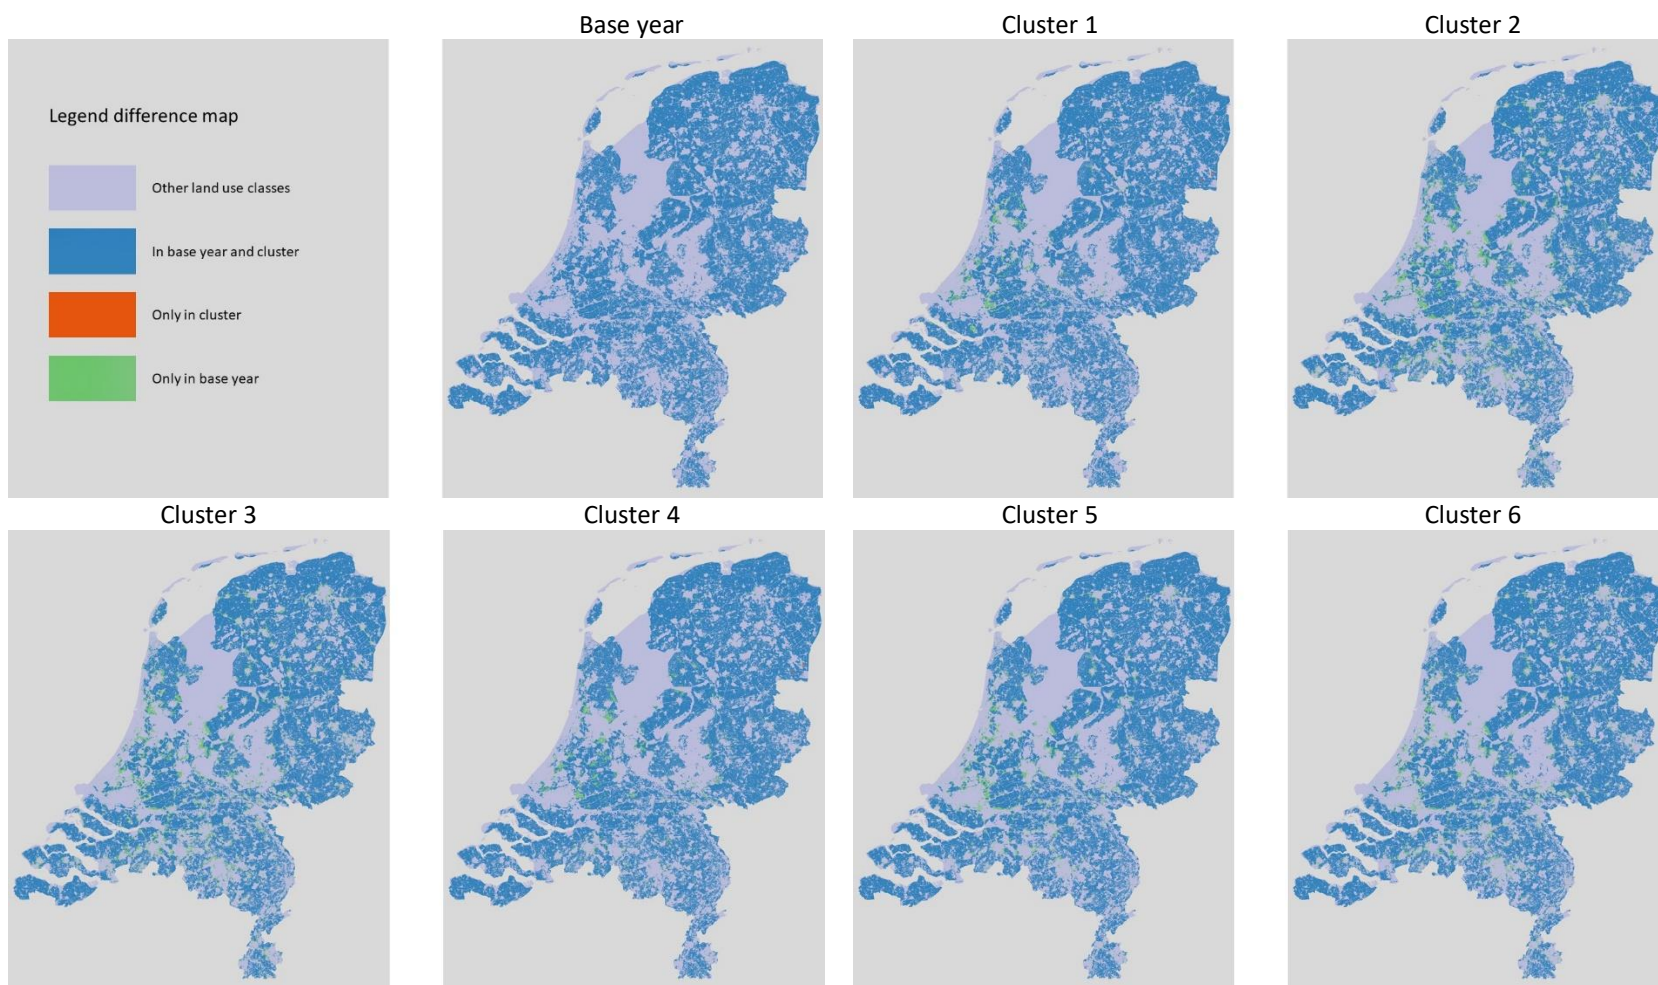 Base year
Cluster 1
Cluster 2
Legend difference map
Other land use classes
In base year and cluster
Only in cluster
Only in base year
Cluster 3
Cluster 4
Cluster 5
Cluster 6